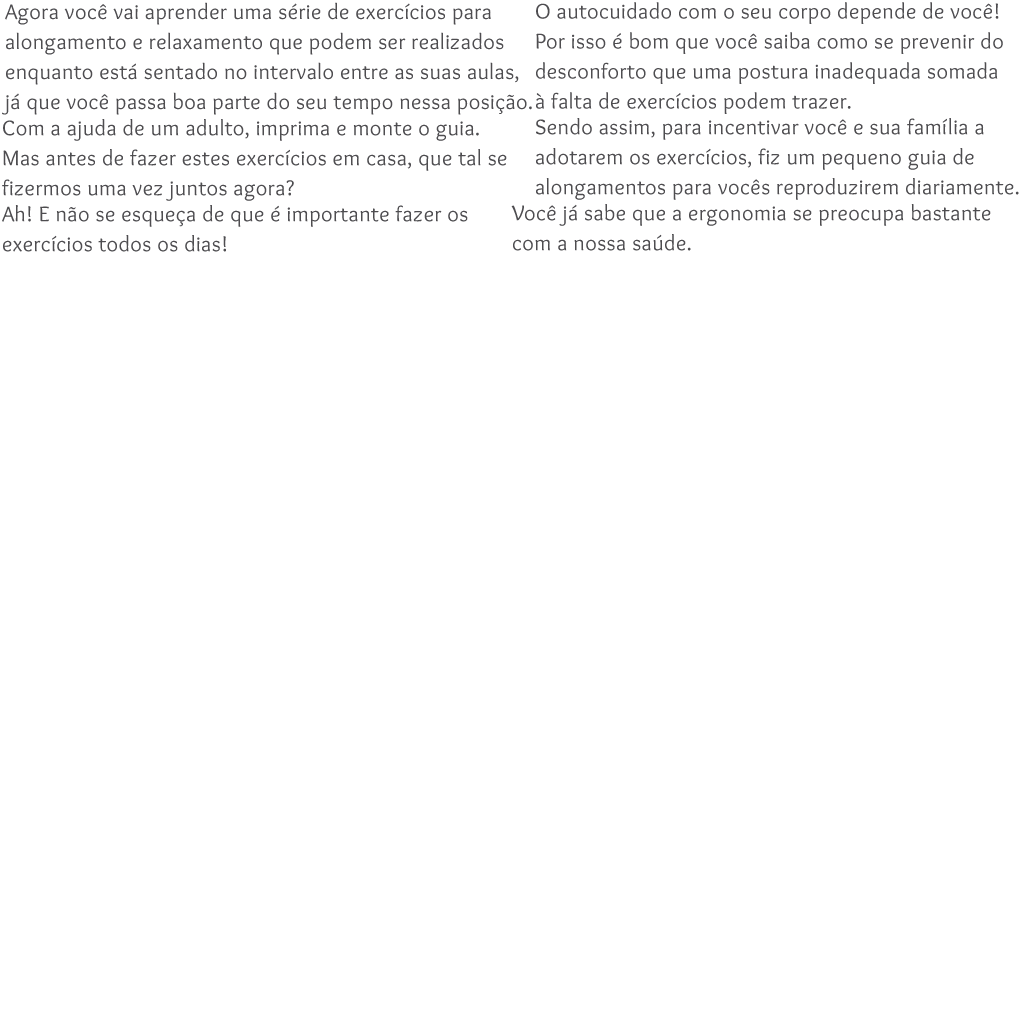 Agora você vai aprender uma série de exercícios para
alongamento e relaxamento que podem ser realizados
enquanto está sentado no intervalo entre as suas aulas,
já que você passa boa parte do seu tempo nessa posição.
Com a ajuda de um adulto, imprima e monte o guia.
Mas antes de fazer estes exercícios em casa, que tal se
fizermos uma vez juntos agora?
Ah! E não se esqueça de que é importante fazer os
exercícios todos os dias!
O autocuidado com o seu corpo depende de você!
Por isso é bom que você saiba como se prevenir do
desconforto que uma postura inadequada somada
à falta de exercícios podem trazer.
Sendo assim, para incentivar você e sua família a
adotarem os exercícios, fiz um pequeno guia de
alongamentos para vocês reproduzirem diariamente.
Você já sabe que a ergonomia se preocupa bastante
com a nossa saúde.